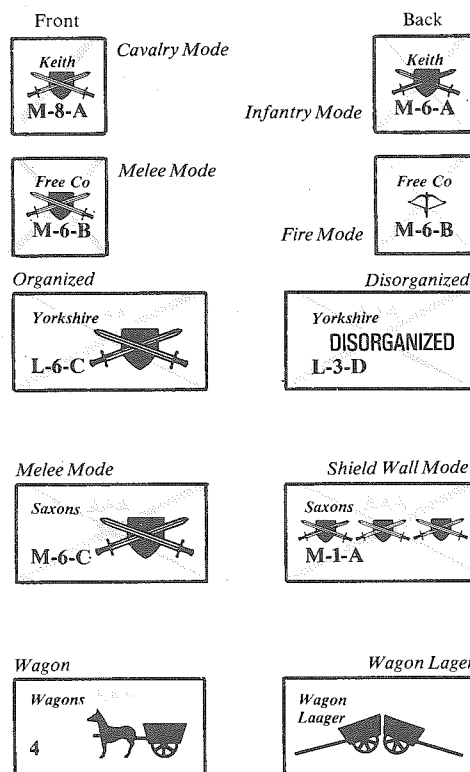 Front
Back
Cavalry Mode
Keith
M-8-A
Infantry Mode
Keith
M-6-A
Melee Mode
Free Co
M-6-B
Fire Mode
Free Co
M-6-B
Organized
Disorganized
Yorkshire
L-6-C
Yorkshire
DISORGANIZED
L-3-D
Melee Mode
Shield Wall Mode
Saxons
M-6-C
Saxons
M-1-A
Wagon
Wagon Lager
Wagons
4
Wagon
Laager